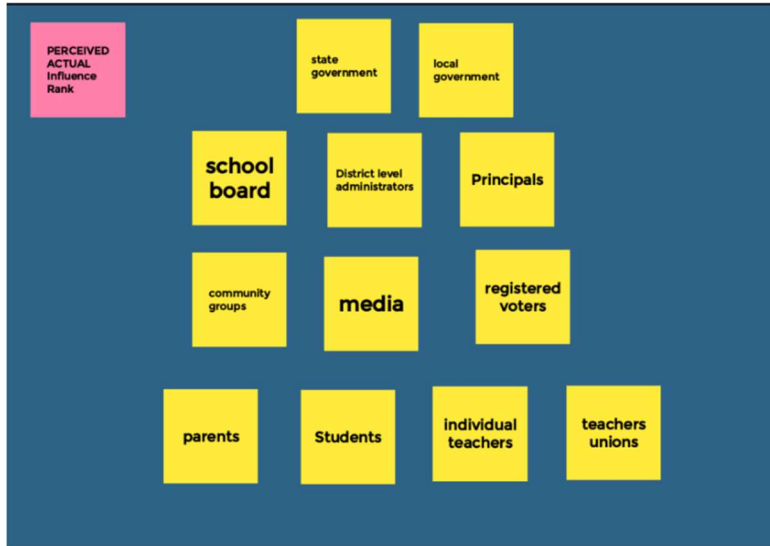 PERCEIVED
ACTUAL
Influence
Rank
state
government
local
government
school
board
District level
administrators
Principals
community
groups
media
registered
voters
parents
Students
individual
teachers
teachers
unions